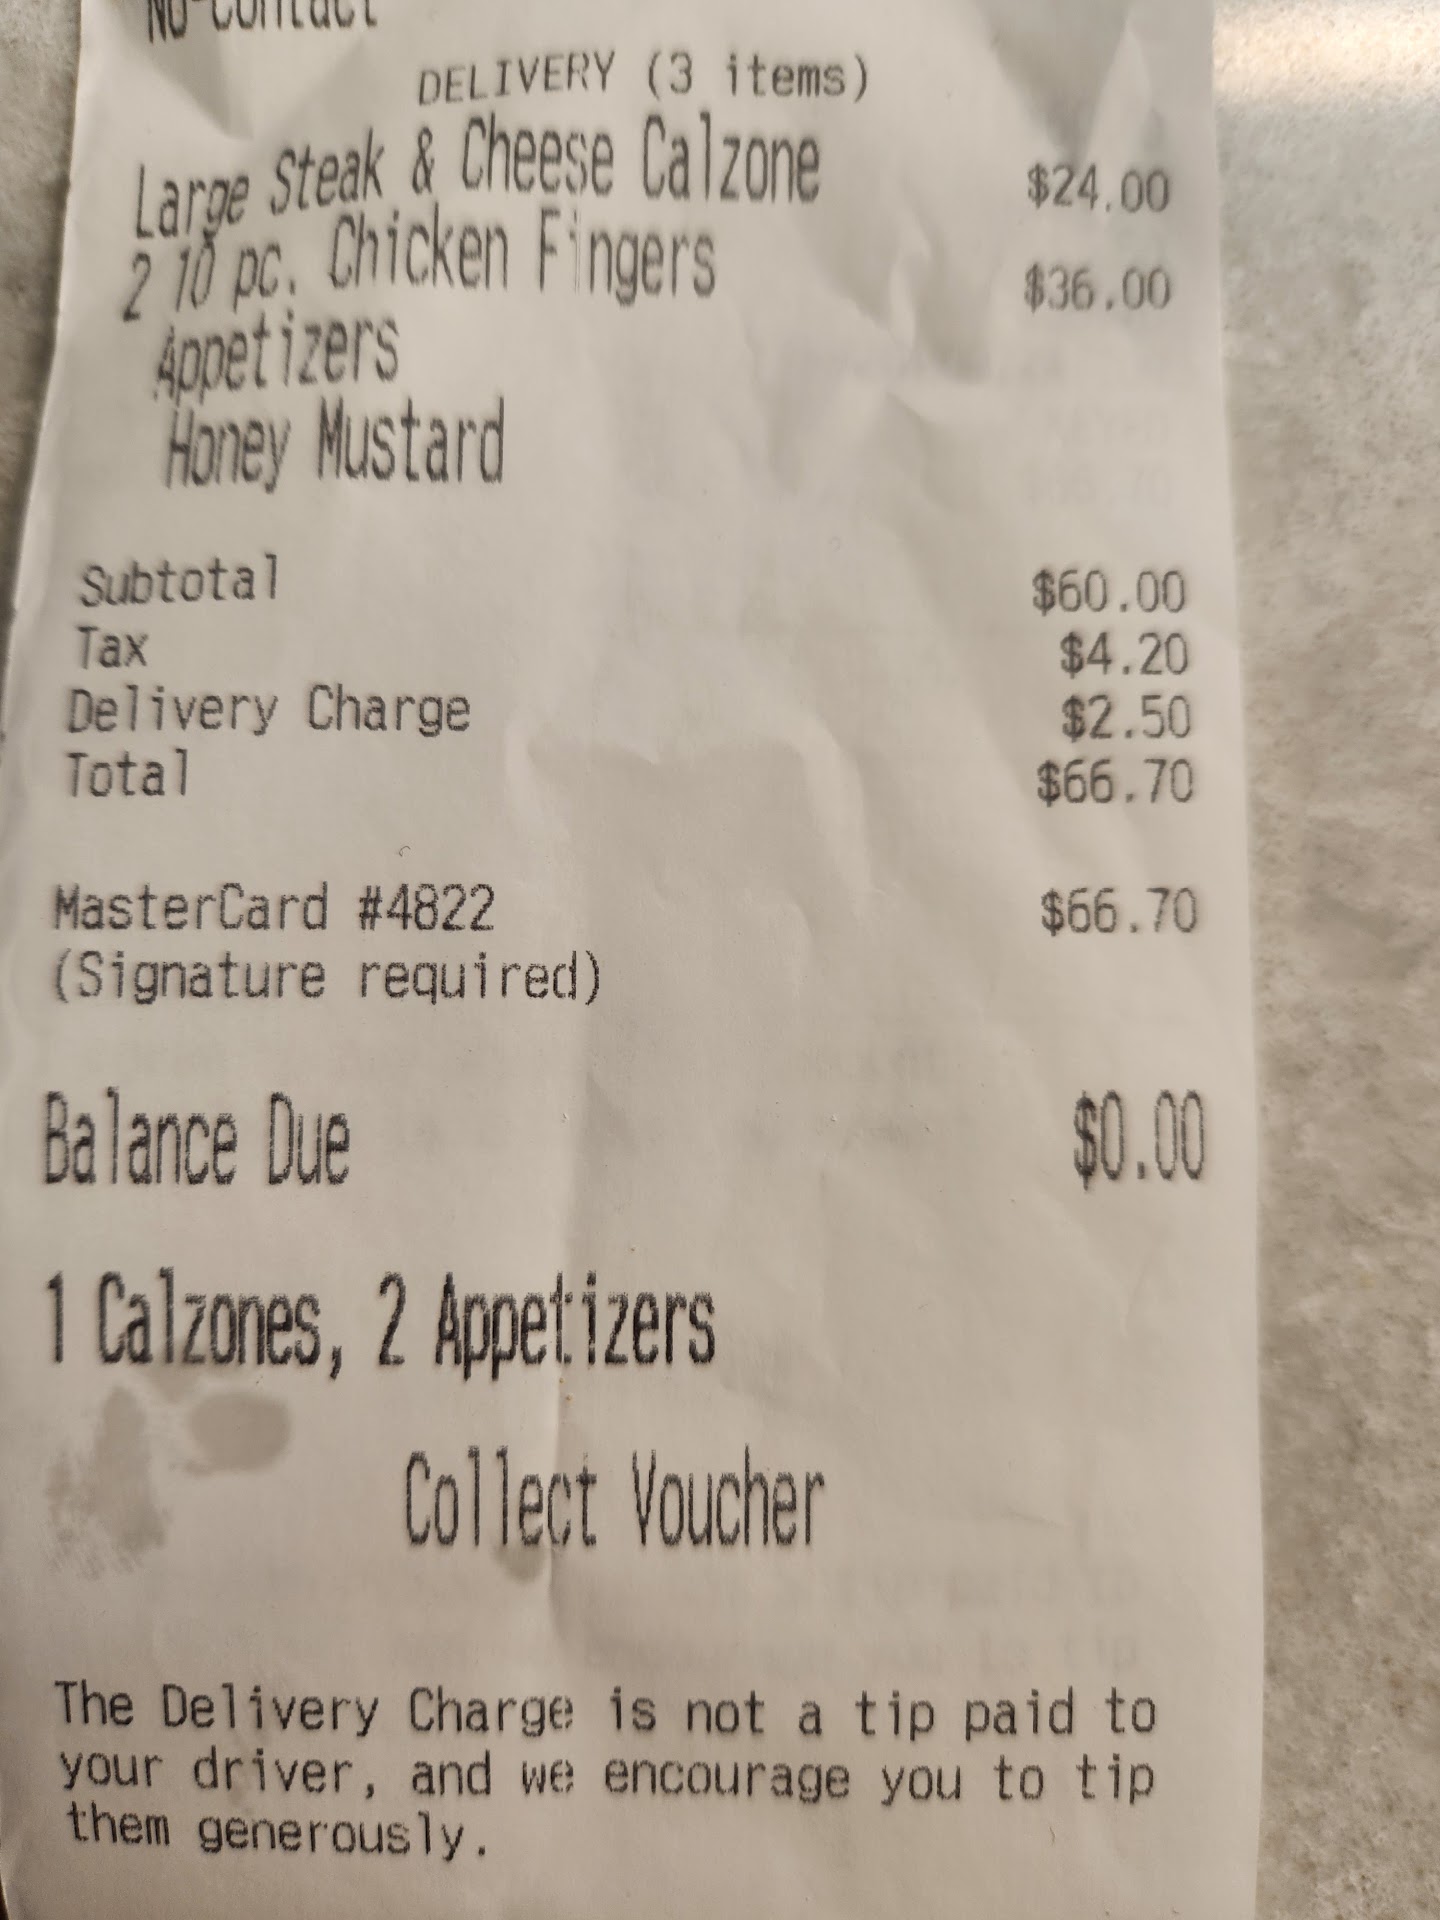 No-Contact
DELIVERY (3 items)
Large Steak & Cheese Calzone $24.00
2 10 pc. Chicken Fingers $36.00
Appetizers
Honey Mustard
Subtotal $60.00
Tax $4.20
Delivery Charge $2.50
Total $66.70
MasterCard #4822 $66.70
(Signature required)
Balance Due $0.00
1 Calzones, 2 Appetizers
Collect Voucher
The Delivery Charge is not a tip paid to
your driver, and we encourage you to tip
them generously.